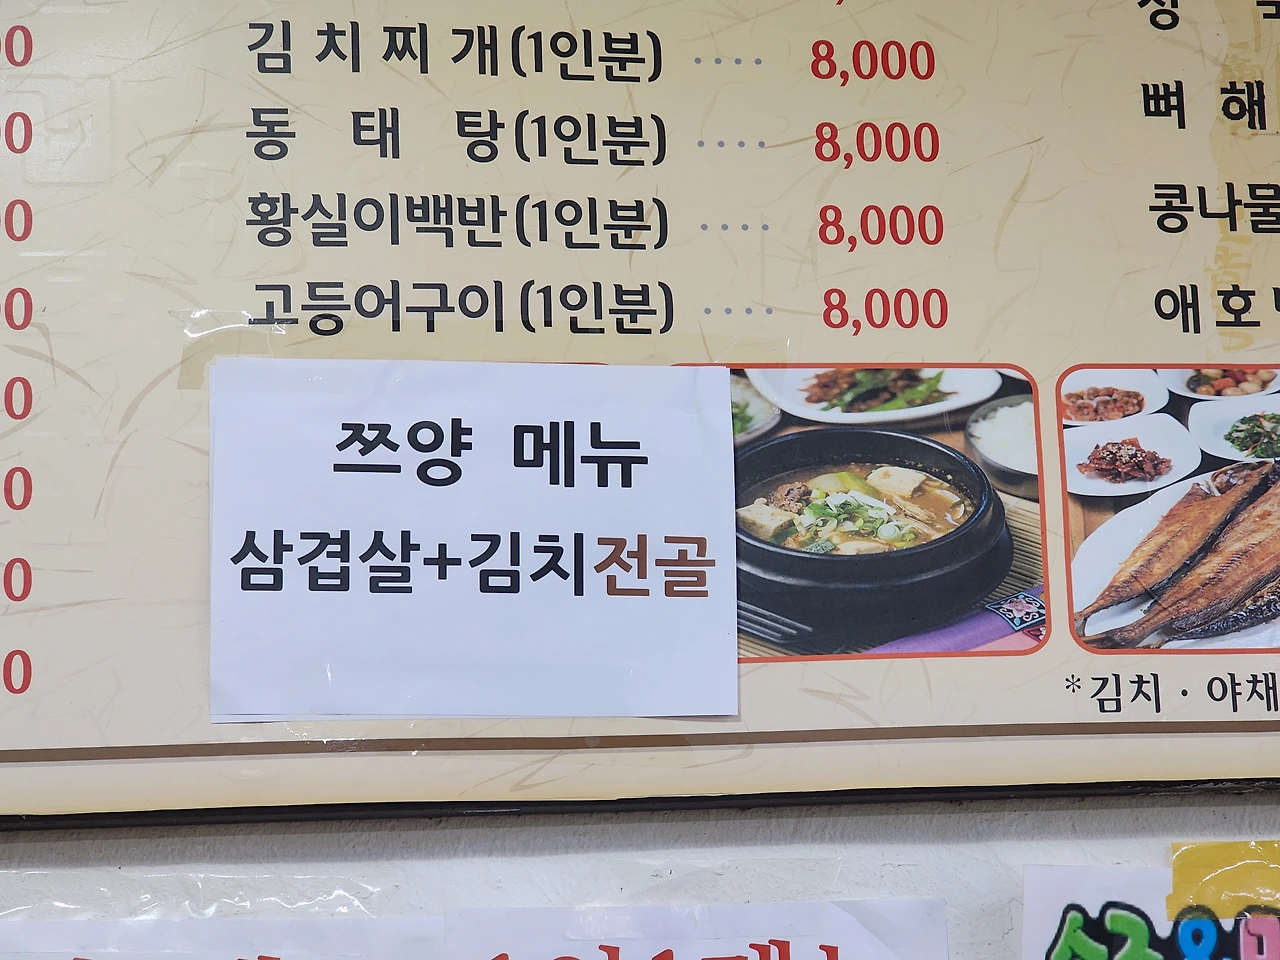 김치찌개(1인분) ···· 8,000
동태탕(1인분) ···· 8,000
황실이백반(1인분) ···· 8,000
고등어구이(1인분) ···· 8,000
쯔양 메뉴
삼겹살+김치전골
뼈해
콩나물
애호
*김치·야채